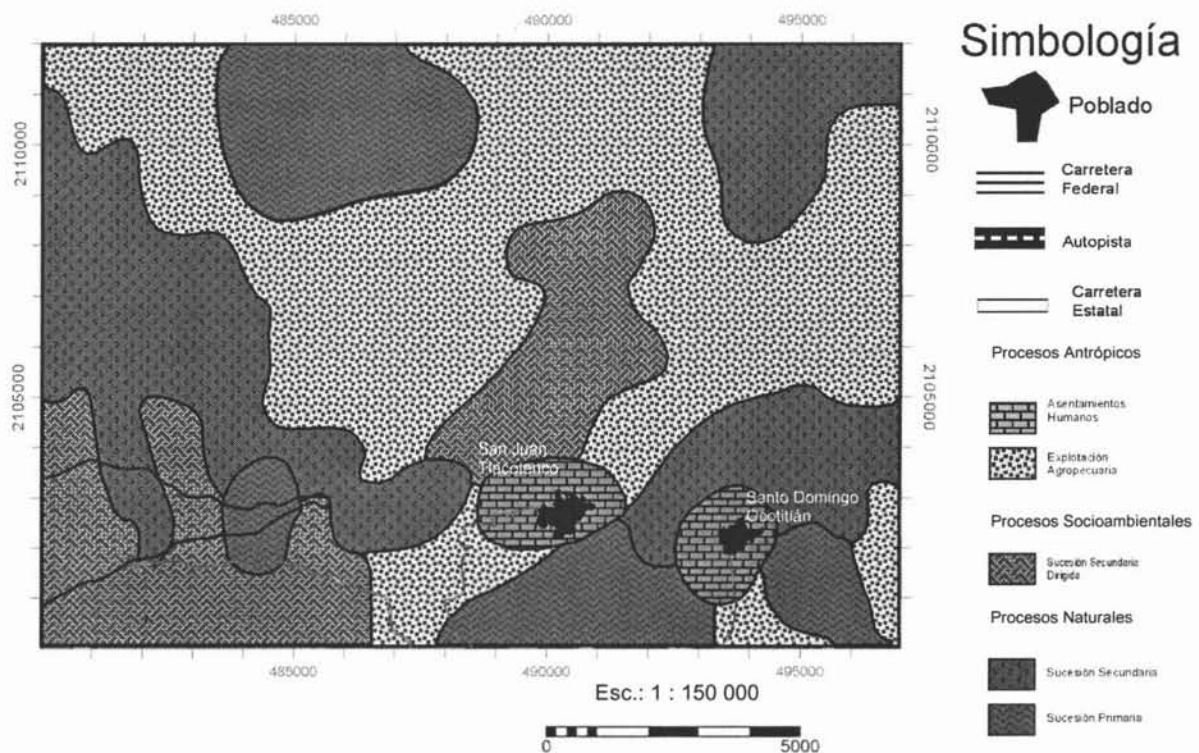 485000
490000
495000
2110000
2105000
2110000
2105000
San Juan
Santo Domingo
485000
490000
495000
Esc.: 1 : 150 000
0
5000
Simbología
Poblado
Carretera
Federal
Autopista
Carretera
Estatal
Procesos Antrópicos
Asentamientos
Humanos
Explotación
Agropecuaria
Procesos Socioambientales
Sucesión Secundaria
Dirigida
Procesos Naturales
Sucesión Secundaria
Sucesión Primaria